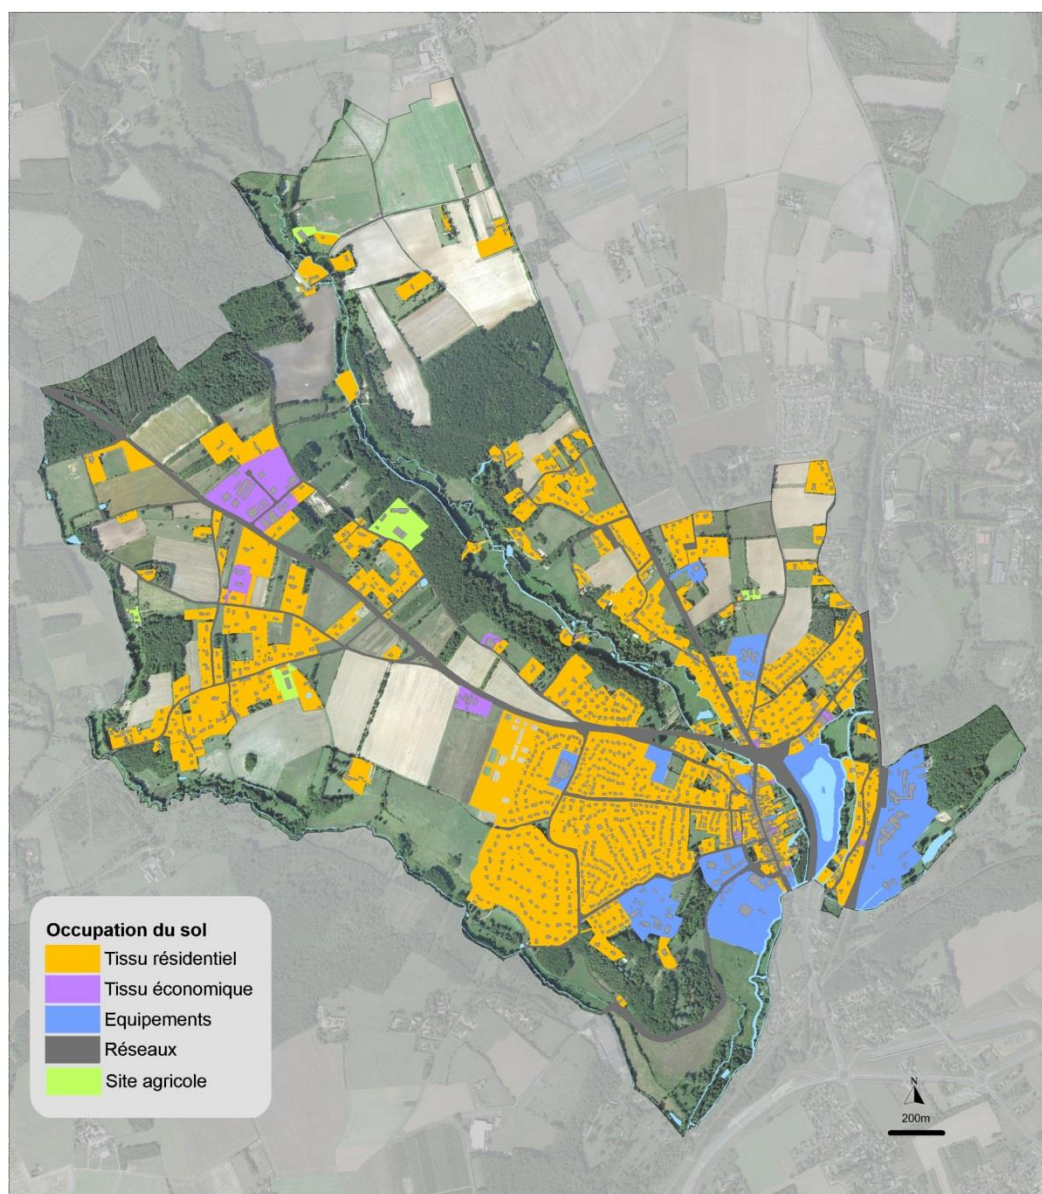 Occupation du sol
Tissu résidentiel
Tissu économique
Equipements
Réseaux
Site agricole
N
200m